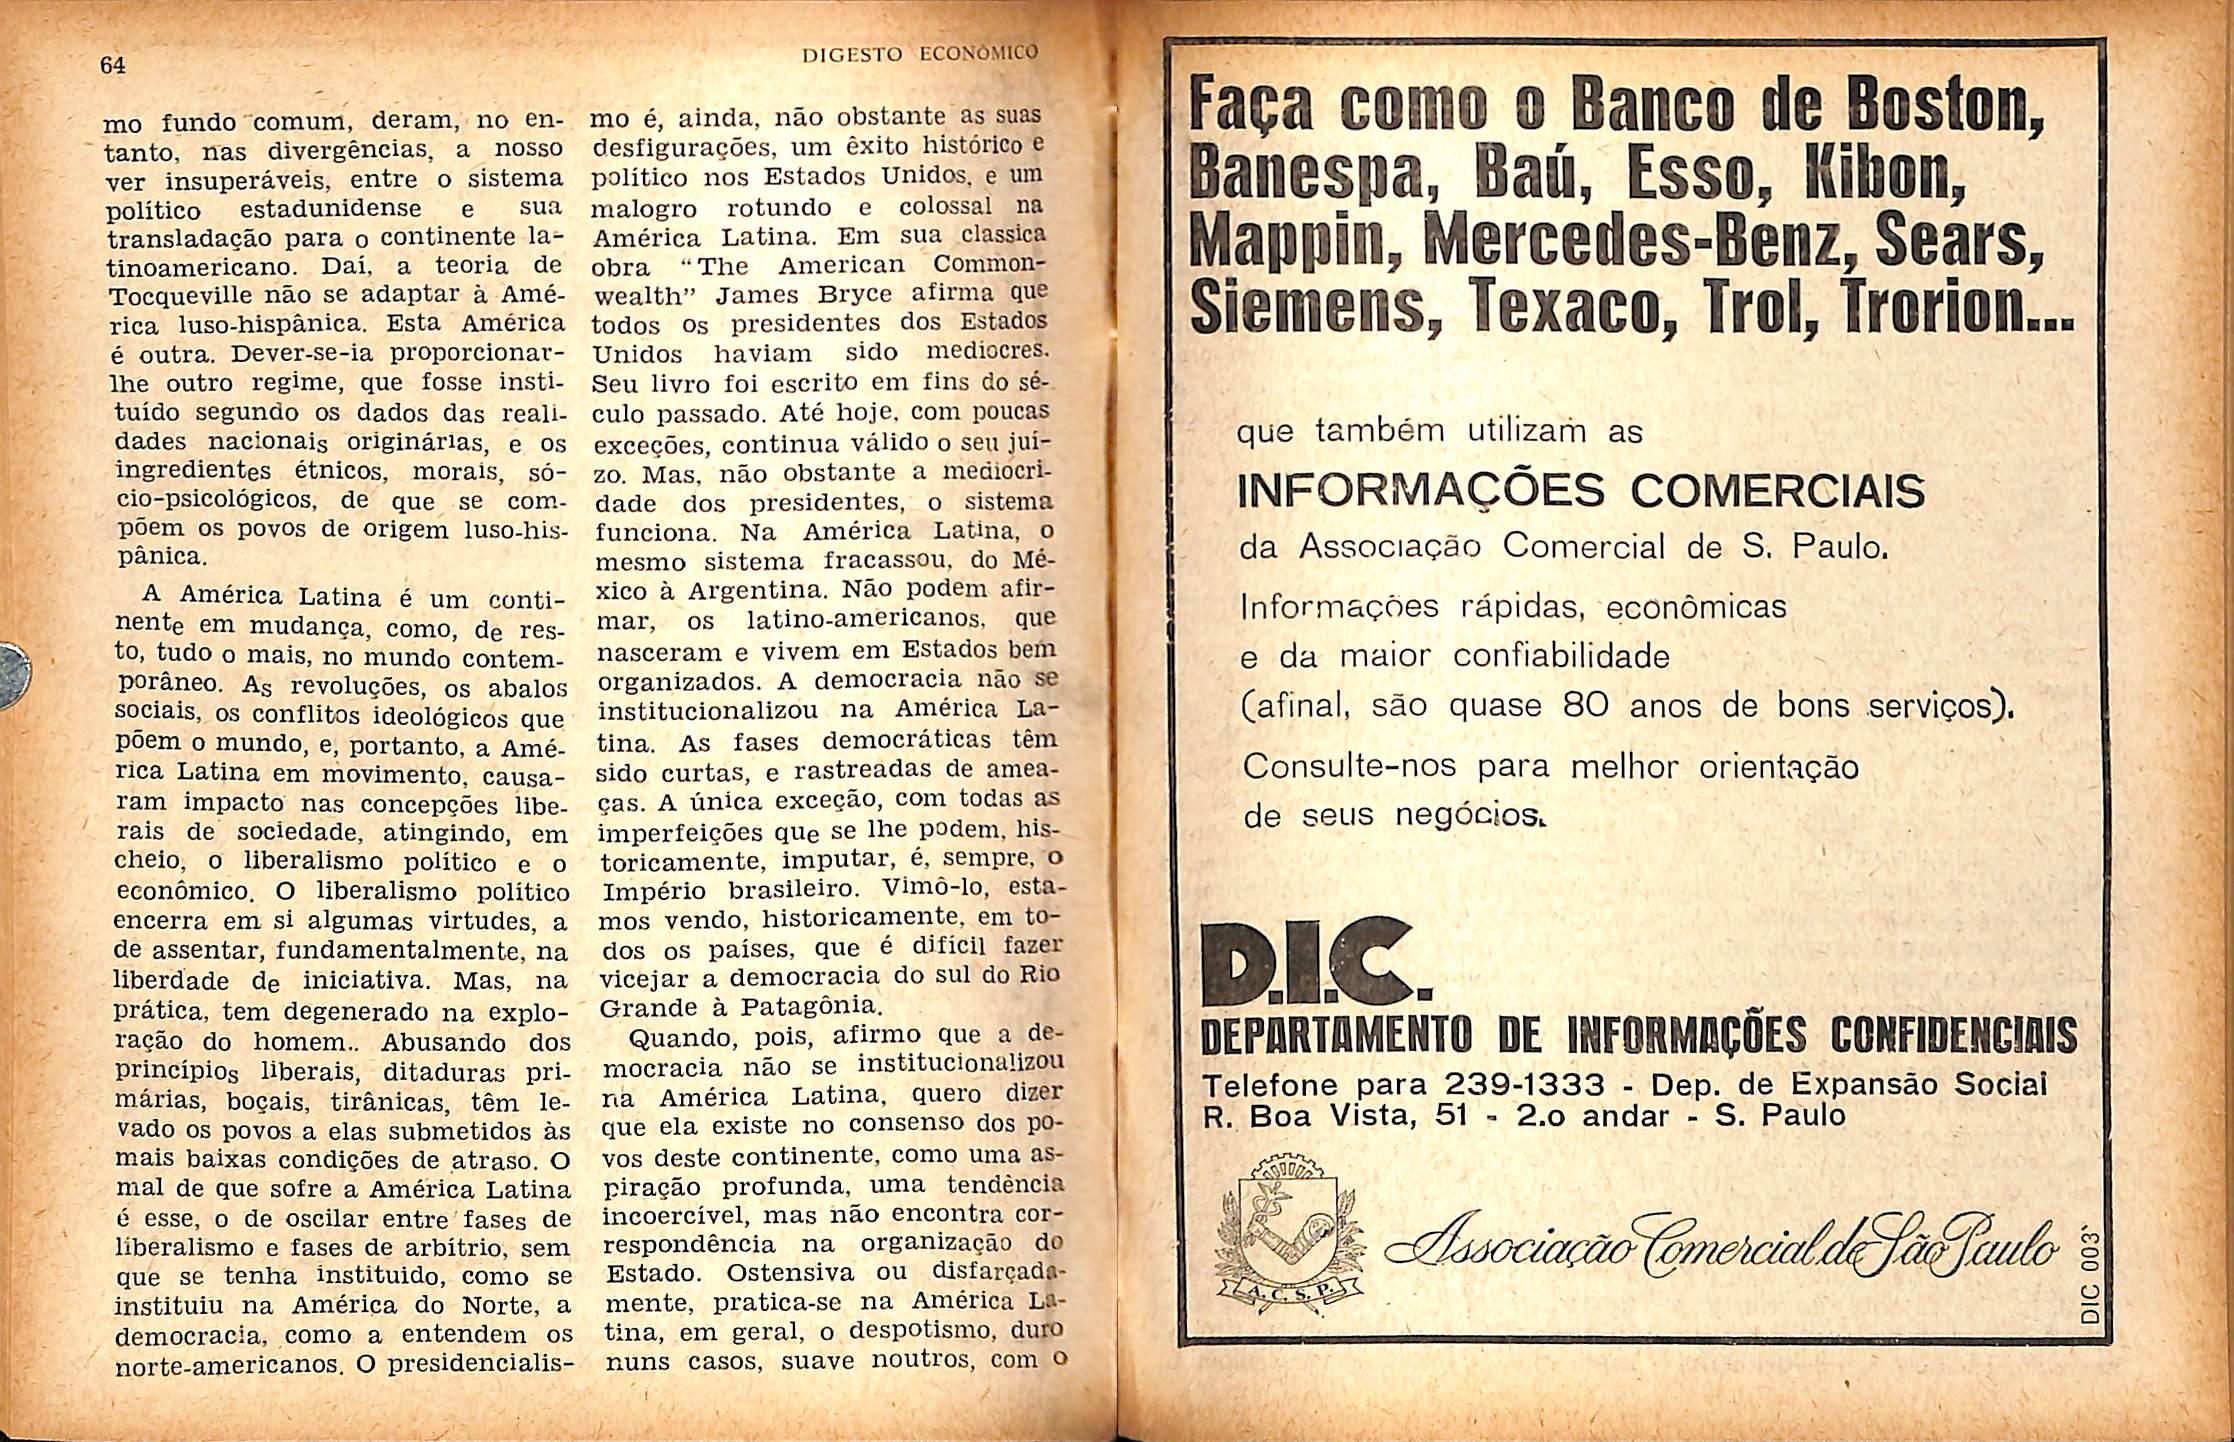 64
DIGESTO ECONÔMICO
mo fundo comum, deram, no en-
tanto, nas divergências, a nosso
ver insuperáveis, entre o sistema
político estadunidense e sua
transladação para o continente la-
tinoamericano. Daí, a teoria de
Tocqueville não se adaptar à Amé-
rica luso-hispânica. Esta América
é outra. Dever-se-ia proporcionar-
lhe outro regime, que fosse insti-
tuído segundo os dados das reali-
dades nacionais originárias, e os
ingredientes étnicos, morais, só-
cio-psicológicos, de que se com-
põem os povos de origem luso-his-
pânica.
A América Latina é um conti-
nente em mudança, como, de res-
to, tudo o mais, no mundo contem-
porâneo. As revoluções, os abalos
sociais, os conflitos ideológicos que
põem o mundo, e, portanto, a Amé-
rica Latina em movimento, causa-
ram impacto nas concepções libe-
rais de sociedade, atingindo, em
cheio, o liberalismo político e o
econômico. O liberalismo político
encerra em si algumas virtudes, a
de assentar, fundamentalmente, na
liberdade de iniciativa. Mas, na
prática, tem degenerado na explo-
ração do homem.. Abusando dos
princípios liberais, ditaduras pri-
márias, boçais, tirânicas, têm le-
vado os povos a elas submetidos às
mais baixas condições de atraso. O
mal de que sofre a América Latina
é esse, o de oscilar entre fases de
liberalismo e fases de arbítrio, sem
que se tenha instituido, como se
instituiu na América do Norte, a
democracia, como a entendem os
norte-americanos. O presidencialis-
mo é, ainda, não obstante as suas
desfigurações, um êxito histórico e
político nos Estados Unidos, e um
malogro rotundo e colossal na
América Latina. Em sua classica
obra "The American Common-
wealth" James Bryce afirma que
todos os presidentes dos Estados
Unidos haviam sido mediocres.
Seu livro foi escrito em fins do sé-
culo passado. Até hoje, com poucas
exceções, continua válido o seu juí-
zo. Mas, não obstante a mediocri-
dade dos presidentes, o sistema
funciona. Na América Latina, o
mesmo sistema fracassou, do Mé-
xico à Argentina. Não podem afir-
mar, os latino-americanos, que
nasceram e vivem em Estados bem
organizados. A democracia não se
institucionalizou na América La-
tina. As fases democráticas têm
sido curtas, e rastreadas de amea-
ças. A única exceção, com todas as
imperfeições que se lhe podem, his-
toricamente, imputar, é, sempre, o
Império brasileiro. Vimô-lo, esta-
mos vendo, historicamente, em to-
dos os países, que é difícil fazer
vicejar a democracia do sul do Rio
Grande à Patagônia.
Quando, pois, afirmo que a de-
mocracia não se institucionalizou
na América Latina, quero dizer
que ela existe no consenso dos po-
vos deste continente, como uma as-
piração profunda, uma tendência
incoercível, mas não encontra cor-
respondência na organização do
Estado. Ostensiva ou disfarçada-
mente, pratica-se na América La-
tina, em geral, o despotismo, duro
nuns casos, suave noutros, com o
Faça como o Banco de Boston,
Banespa, Baú, Esso, Kibon,
Mappin, Mercedes-Benz, Sears,
Siemens, Texaco, Trol, Trorion...
que também utilizam as
INFORMAÇÕES COMERCIAIS
da Associação Comercial de S. Paulo.
Informações rápidas, econômicas
e da maior confiabilidade
(afinal, são quase 80 anos de bons serviços).
Consulte-nos para melhor orientação
de seus negócios.
D.I.C.
DEPARTAMENTO DE INFORMAÇÕES CONFIDENCIAIS
Telefone para 239-1333 - Dep. de Expansão Social
R. Boa Vista, 51 - 2.o andar - S. Paulo
A. C. S. P.
Associação Comercial de São Paulo
DIC 003